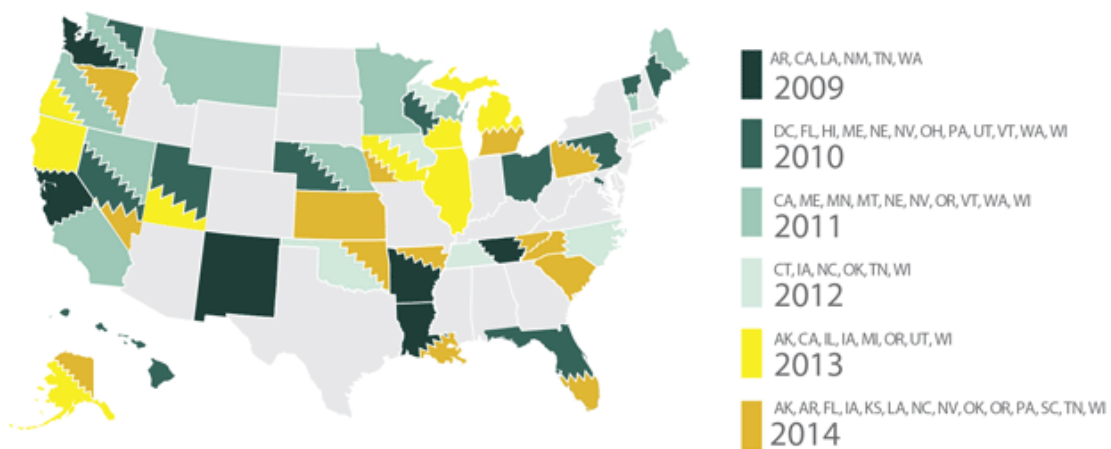 AR, CA, LA, NM, TN, WA
2009
DC, FL, HI, ME, NE, NV, OH, PA, UT, VT, WA, WI
2010
CA, ME, MN, MT, NE, NV, OR, VT, WA, WI
2011
CT, IA, NC, OK, TN, WI
2012
AK, CA, IL, IA, MI, OR, UT, WI
2013
AK, AR, FL, IA, KS, LA, NC, NV, OK, OR, PA, SC, TN, WI
2014